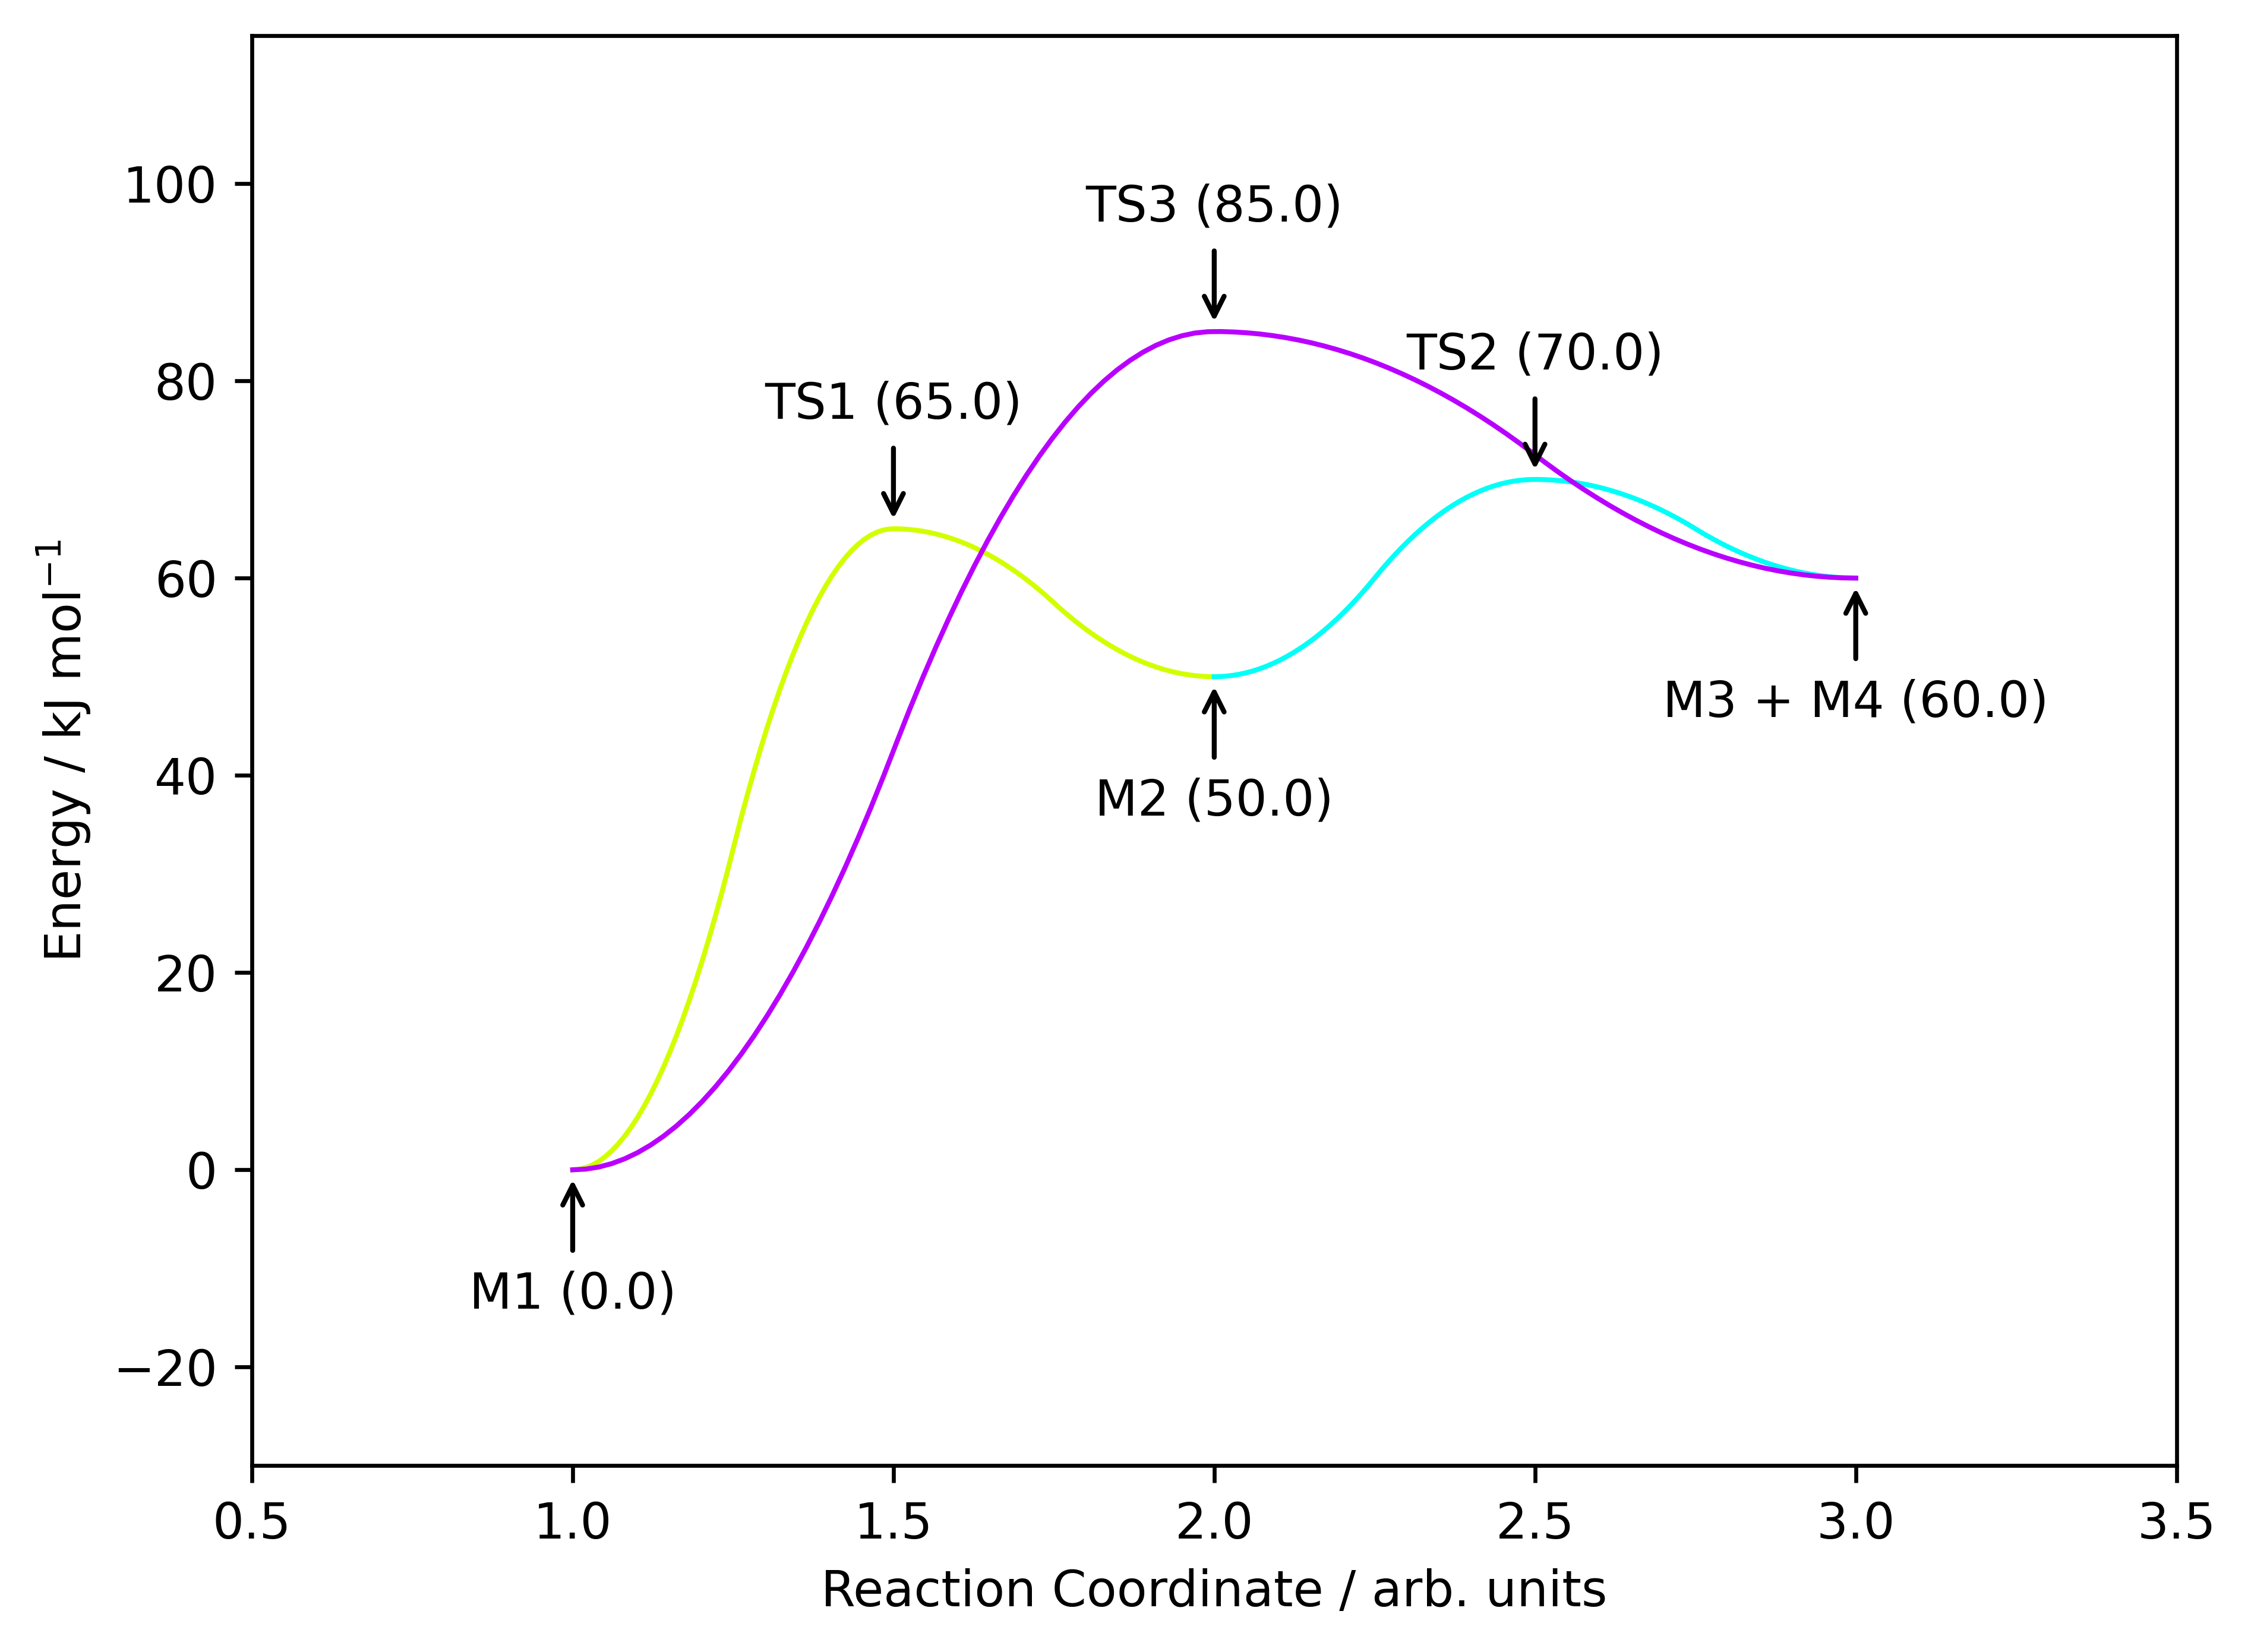 TS3 (85.0)
TS2 (70.0)
TS1 (65.0)
M3 + M4 (60.0)
M2 (50.0)
M1 (0.0)
100
80
60
40
20
0
−20
0.5 1.0 1.5 2.0 2.5 3.0 3.5
Energy / kJ mol⁻¹
Reaction Coordinate / arb. units